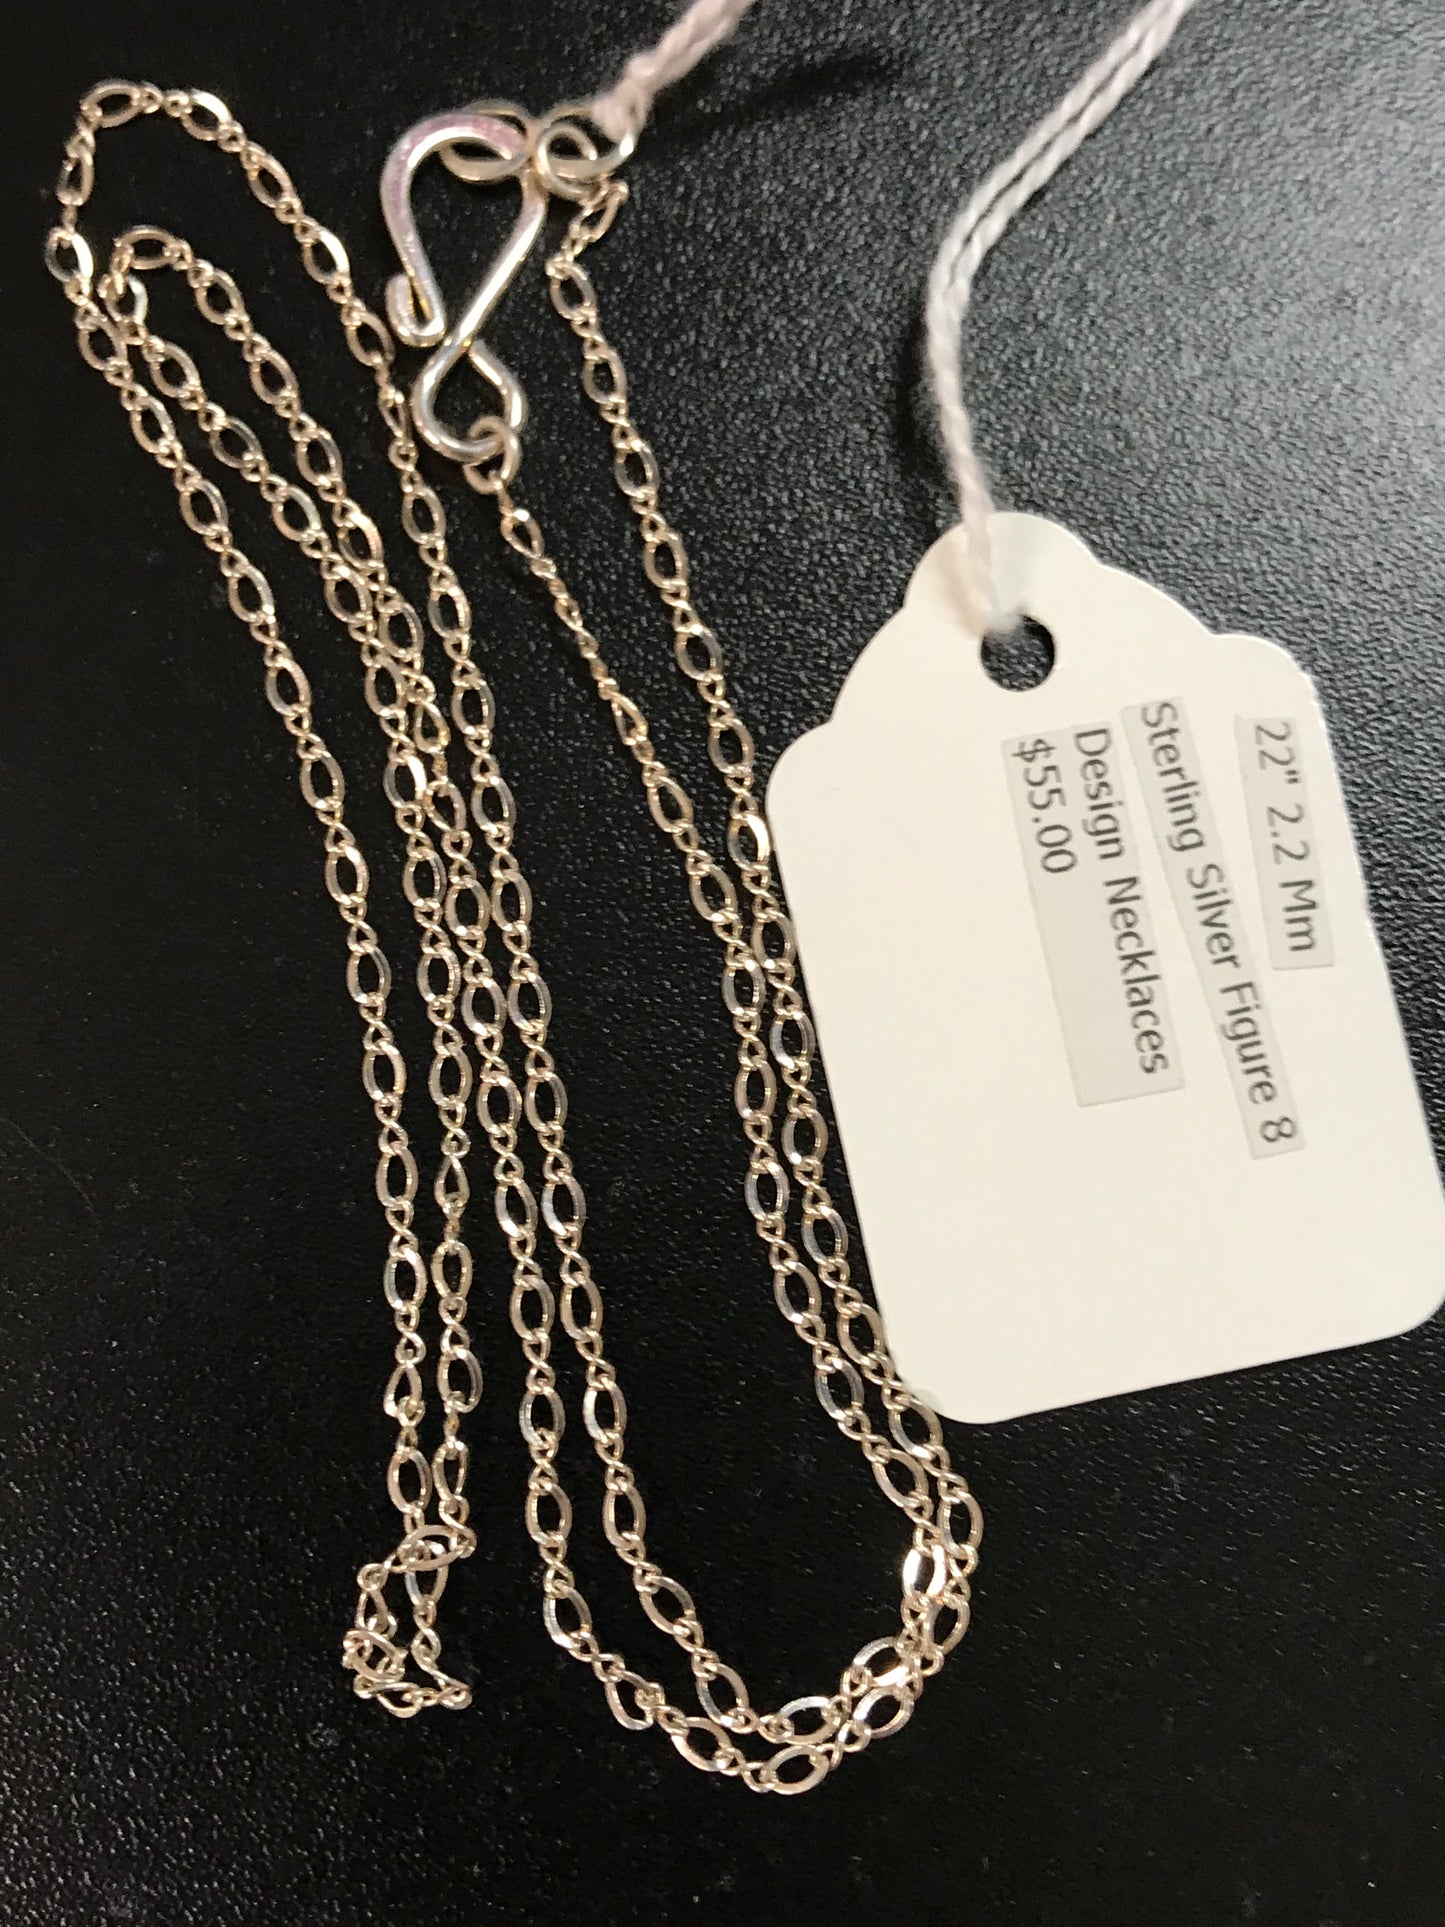 22" 2.2 Mm
Sterling Silver Figure 8
Design Necklaces
$55.00